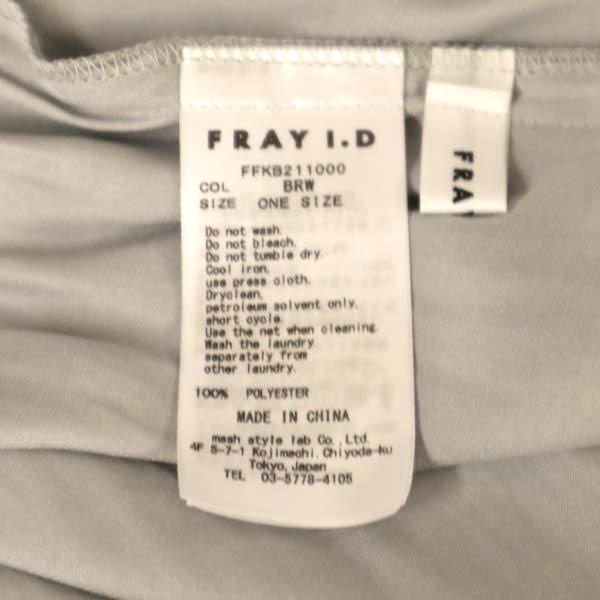 FRAY I.D
FFKB211000
COL BRW
SIZE ONE SIZE
Do not wash.
Do not bleach.
Do not tumble dry.
Cool iron,
use press cloth.
Dryclean,
petroleum solvent only.
short cycle.
Use the net when cleaning.
Wash the laundry
separately from
other laundry.
100% POLYESTER
MADE IN CHINA
mash style lab Co., Ltd.
4F 5-7-1 Kojimachi, Chiyoda-ku
Tokyo, Japan
TEL 03-5778-4105
FRA